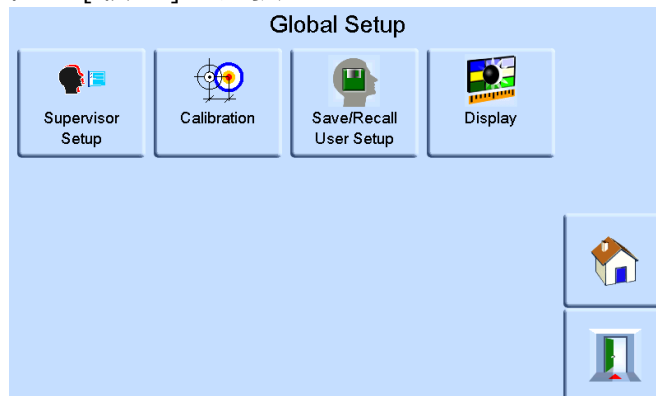 Global Setup
Supervisor
Setup
Calibration
Save/Recall
User Setup
Display